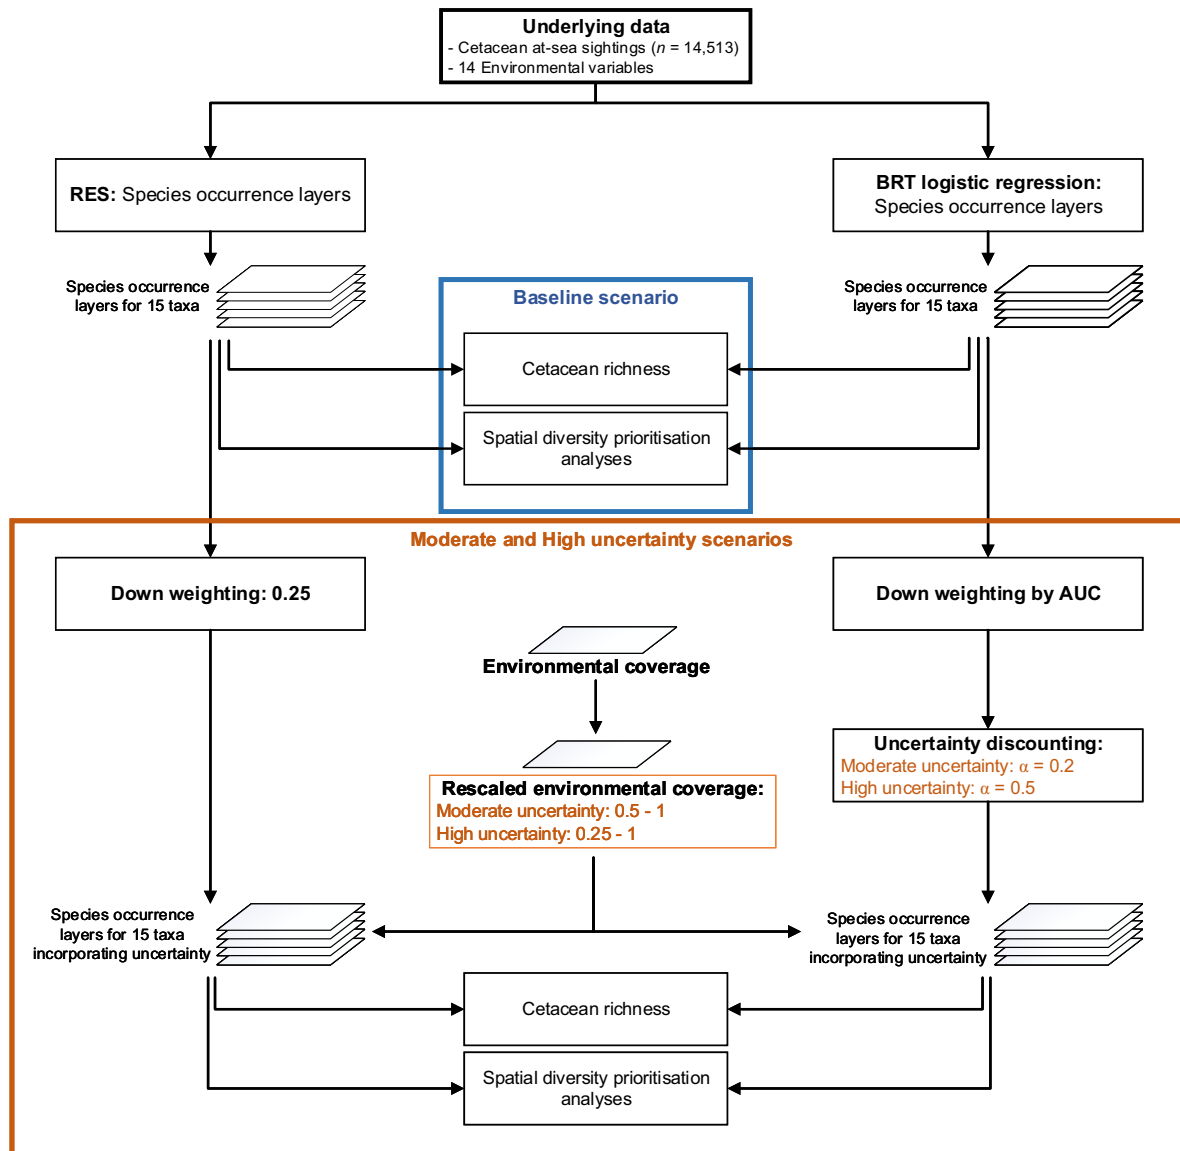 Underlying data
- Cetacean at-sea sightings (n = 14,513)
- 14 Environmental variables
RES: Species occurrence layers
BRT logistic regression:
Species occurrence layers
Species occurrence
layers for 15 taxa
Species occurrence
layers for 15 taxa
Baseline scenario
Cetacean richness
Spatial diversity prioritisation
analyses
Moderate and High uncertainty scenarios
Down weighting: 0.25
Down weighting by AUC
Environmental coverage
Uncertainty discounting:
Moderate uncertainty: α = 0.2
High uncertainty: α = 0.5
Rescaled environmental coverage:
Moderate uncertainty: 0.5 - 1
High uncertainty: 0.25 - 1
Species occurrence
layers for 15 taxa
incorporating uncertainty
Species occurrence
layers for 15 taxa
incorporating uncertainty
Cetacean richness
Spatial diversity prioritisation
analyses